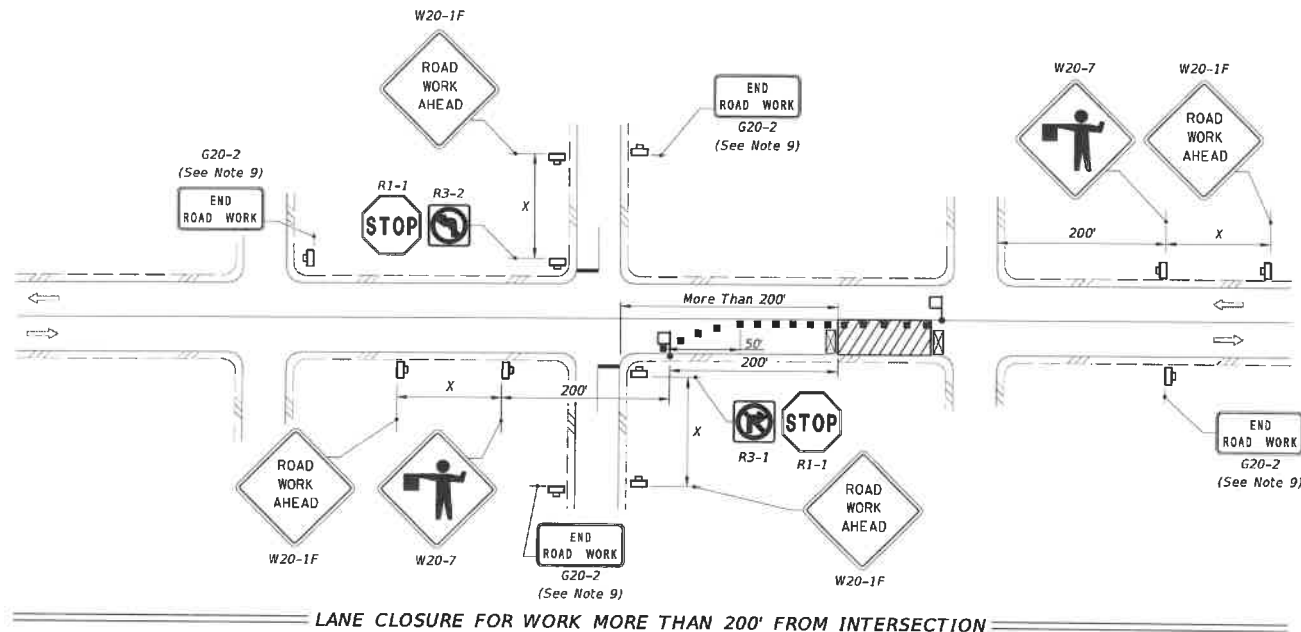 W20-1F
ROAD
WORK
AHEAD
END
ROAD WORK
G20-2
(See Note 9)
W20-7
W20-1F
ROAD
WORK
AHEAD
G20-2
(See Note 9)
END
ROAD WORK
R1-1
STOP
R3-2
X
200'
X
More Than 200'
50'
200'
X
200'
X
R3-1
STOP
R1-1
END
ROAD WORK
G20-2
(See Note 9)
ROAD
WORK
AHEAD
W20-1F
W20-7
END
ROAD WORK
G20-2
(See Note 9)
ROAD
WORK
AHEAD
W20-1F
LANE CLOSURE FOR WORK MORE THAN 200' FROM INTERSECTION